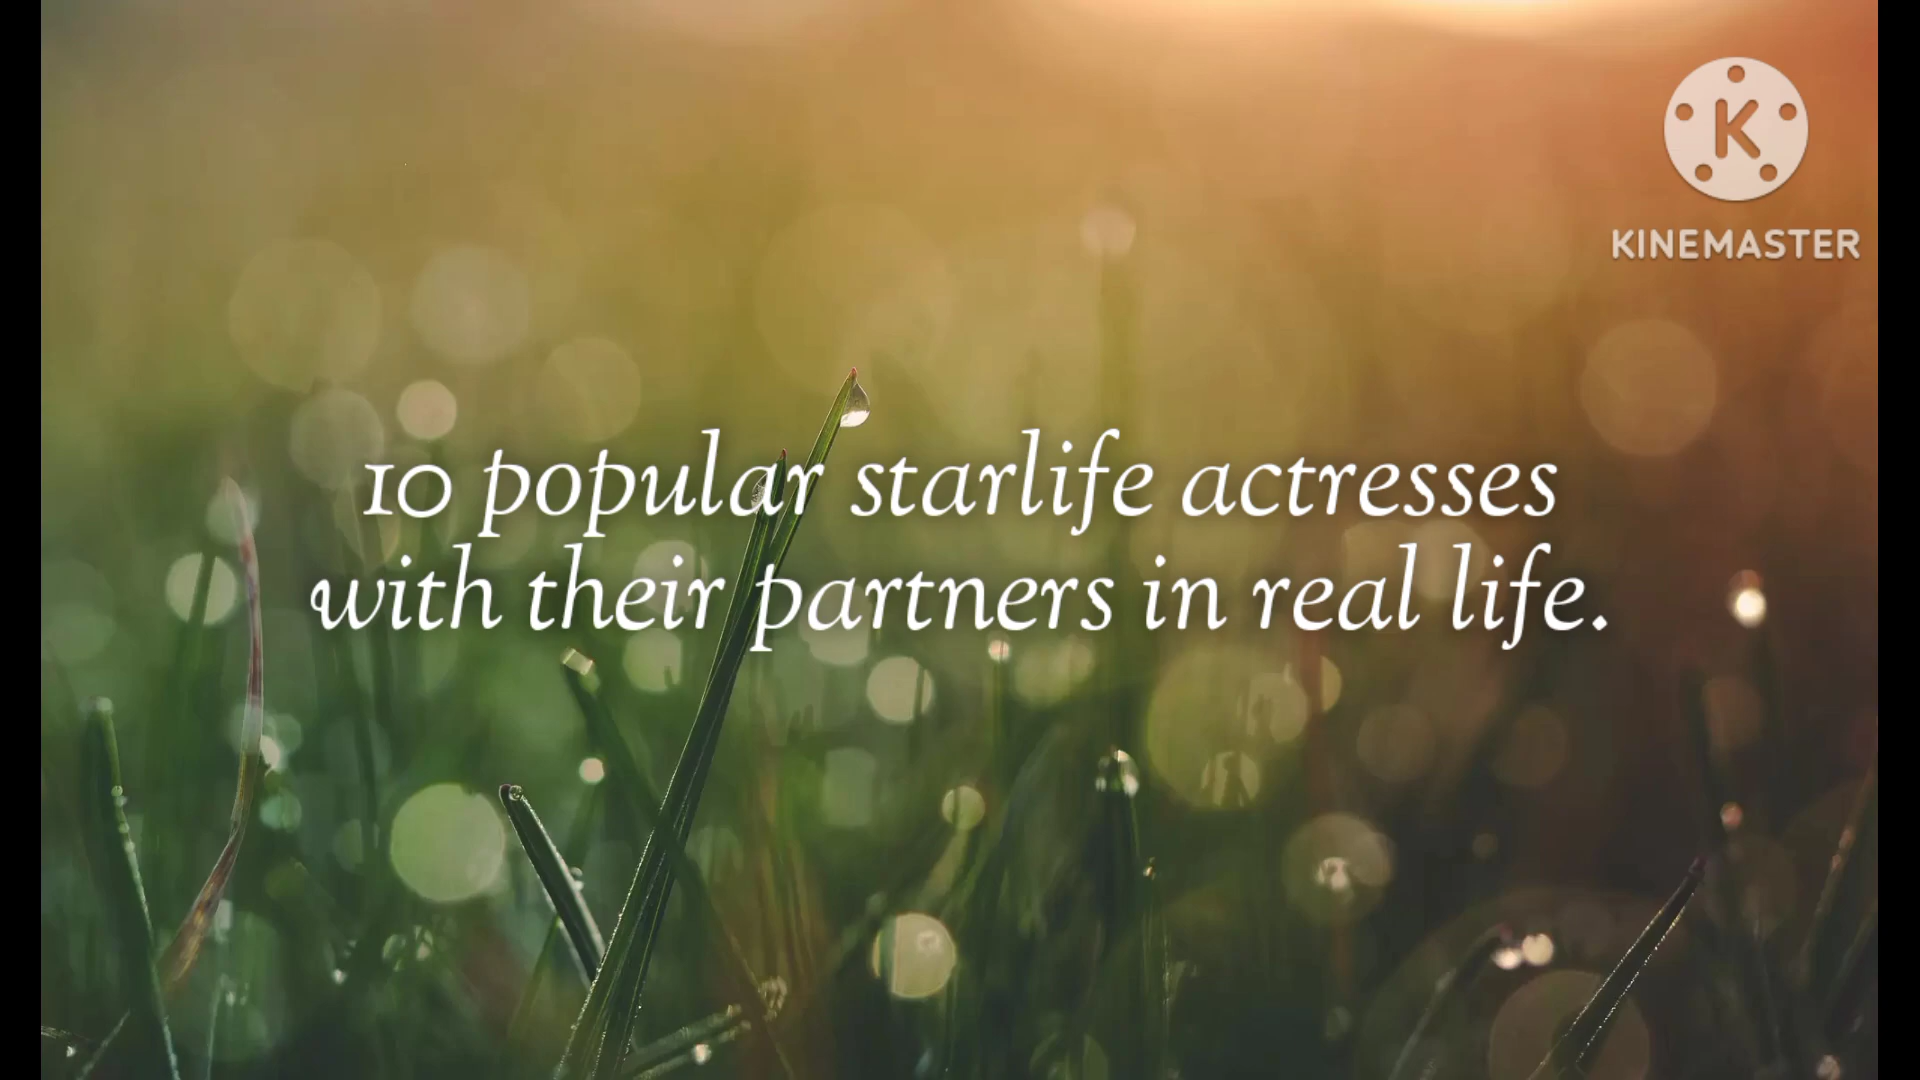 K
KINEMASTER
10 popular starlife actresses
with their partners in real life.